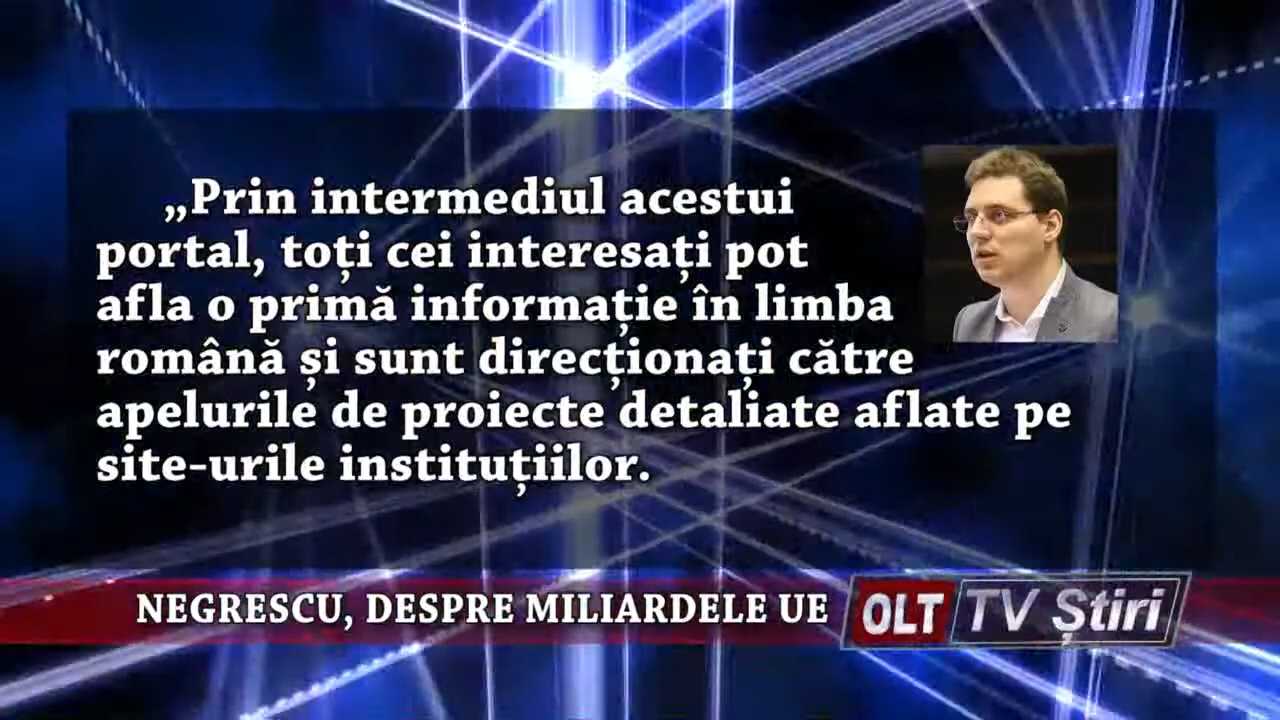 „Prin intermediul acestui
portal, toți cei interesați pot
afla o primă informație în limba
română și sunt direcționați către
apelurile de proiecte detaliate aflate pe
site-urile instituțiilor.
NEGRESCU, DESPRE MILIARDELE UE
OLT TV Știri